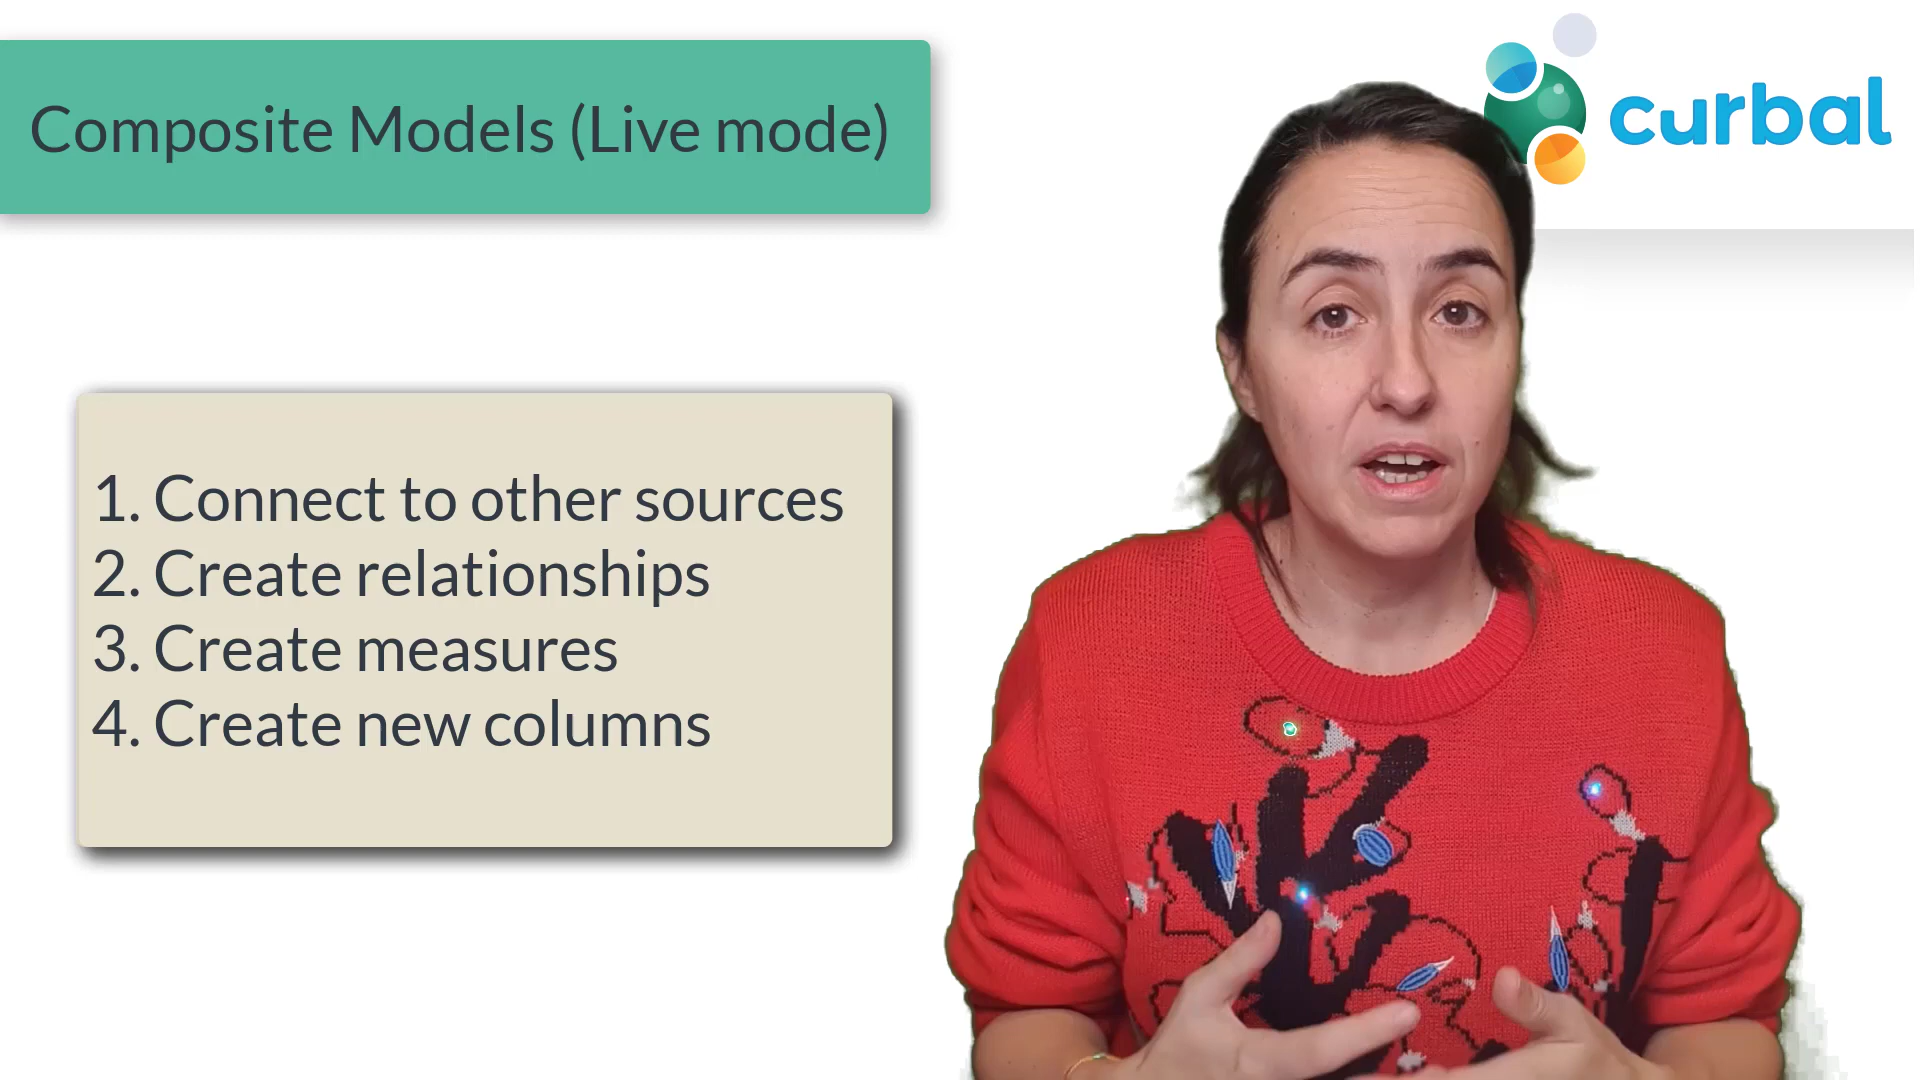 Composite Models (Live mode)
curbal
1. Connect to other sources
2. Create relationships
3. Create measures
4. Create new columns